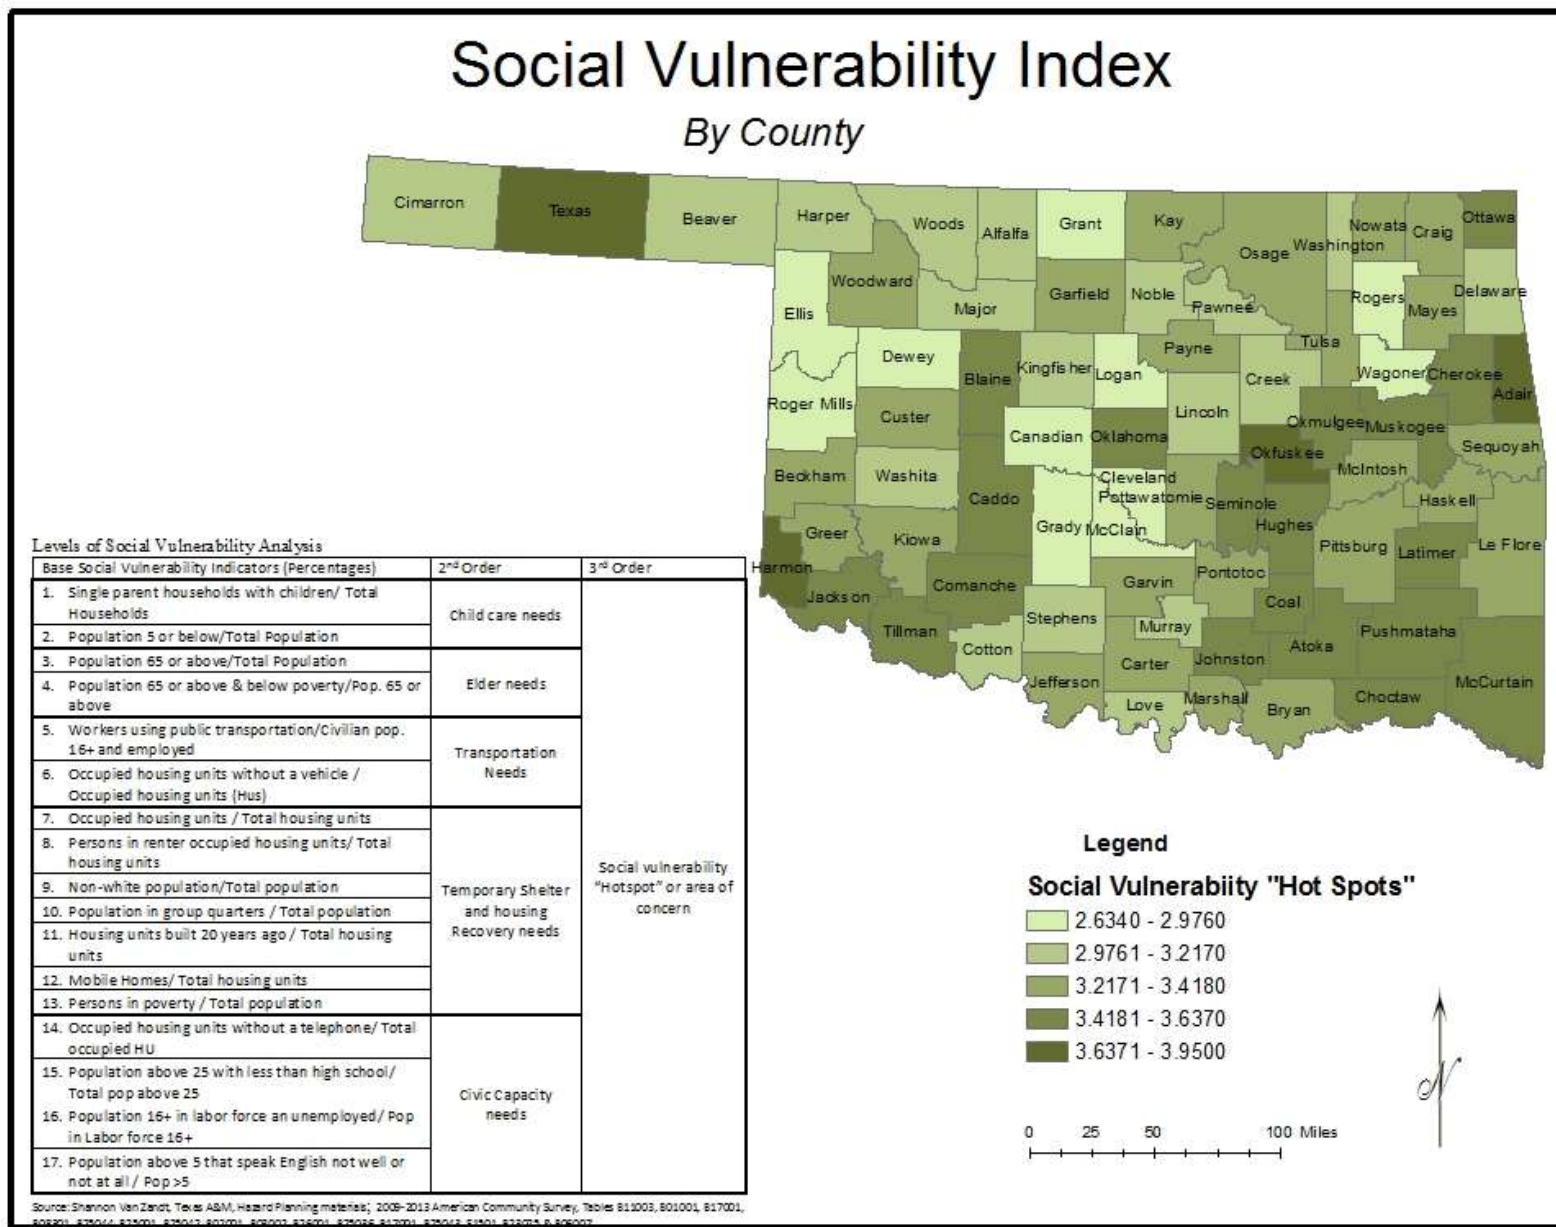 Social Vulnerability Index
By County
Cimarron
Texas
Beaver
Harper
Woods
Alfalfa
Grant
Kay
Osage
Washington
Nowata
Craig
Ottawa
Woodward
Ellis
Major
Garfield
Noble
Pawnee
Rogers
Mayes
Delaware
Dewey
Blaine
Kingfisher
Logan
Payne
Creek
Tulsa
Wagoner
Cherokee
Adair
Roger Mills
Custer
Canadian
Oklahoma
Lincoln
Okmulgee
Muskogee
Sequoyah
Beckham
Washita
Caddo
Grady
Cleveland
Pottawatomie
McClain
Seminole
Okfuskee
Hughes
McIntosh
Haskell
Pittsburg
Latimer
Le Flore
Greer
Kiowa
Harmon
Jackson
Comanche
Tillman
Cotton
Stephens
Garvin
Pontotoc
Murray
Coal
Atoka
Pushmataha
Jefferson
Carter
Johnston
Love
Marshall
Bryan
Choctaw
McCurtain
Levels of Social Vulnerability Analysis
Base Social Vulnerability Indicators (Percentages) 2nd Order 3rd Order
1. Single parent households with children/ Total
Households
Child care needs
2. Population 5 or below/Total Population
3. Population 65 or above/Total Population
Elder needs
4. Population 65 or above & below poverty/Pop. 65 or
above
5. Workers using public transportation/Civilian pop.
16+ and employed
Transportation
Needs
6. Occupied housing units without a vehicle /
Occupied housing units (Hus)
7. Occupied housing units / Total housing units
8. Persons in renter occupied housing units/ Total
housing units
9. Non-white population/Total population
10. Population in group quarters / Total population
11. Housing units built 20 years ago / Total housing
units
12. Mobile Homes/ Total housing units
13. Persons in poverty / Total population
Temporary Shelter
and housing
Recovery needs
Social vulnerability
"Hotspot" or area of
concern
14. Occupied housing units without a telephone/ Total
occupied HU
15. Population above 25 with less than high school/
Total pop above 25
16. Population 16+ in labor force an unemployed/ Pop
in Labor force 16+
17. Population above 5 that speak English not well or
not at all / Pop >5
Civic Capacity
needs
Source: Shannon Van Zandt, Texas A&M, Hazard Planning materials; 2009-2013 American Community Survey, Tables B11003, B01001, B17001,
Legend
Social Vulnerabiity "Hot Spots"
2.6340 - 2.9760
2.9761 - 3.2170
3.2171 - 3.4180
3.4181 - 3.6370
3.6371 - 3.9500
0 25 50 100 Miles
N